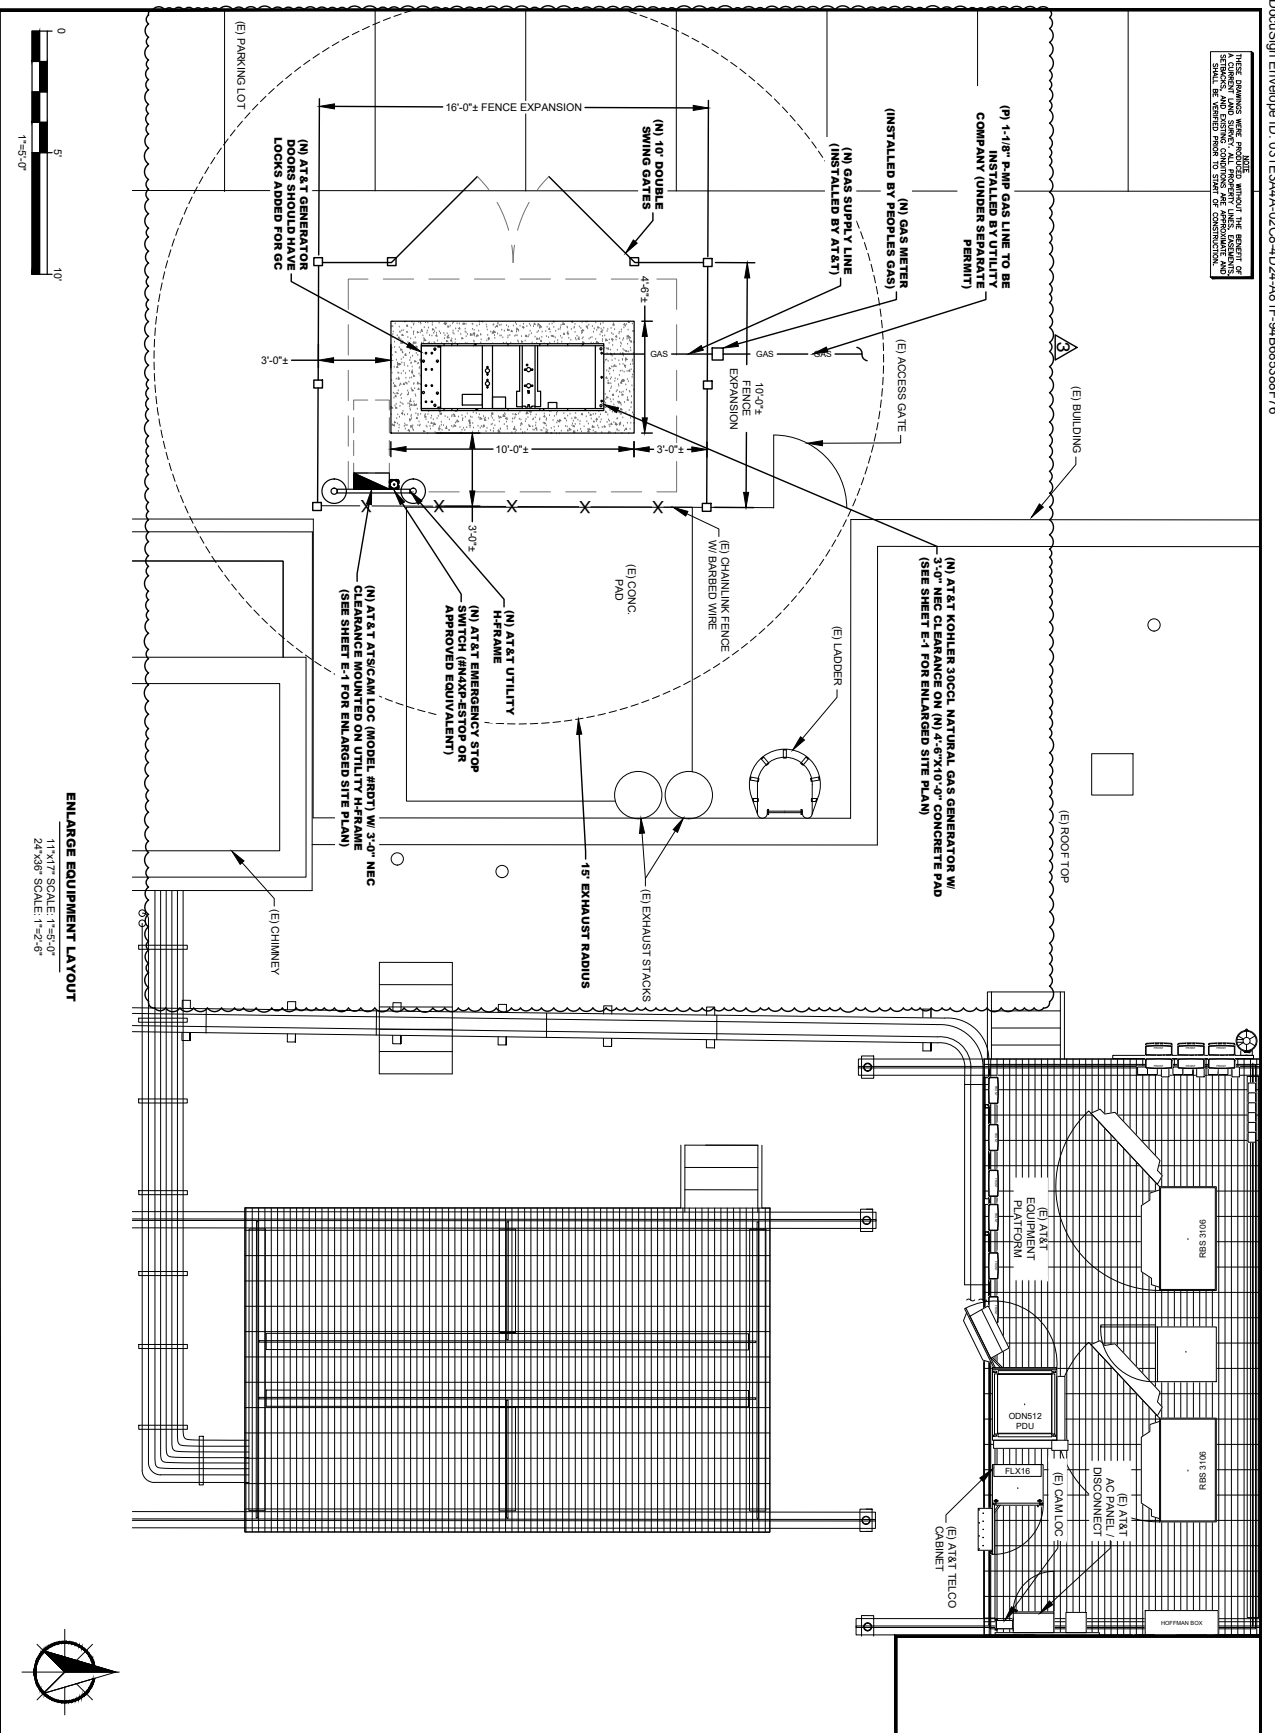 DocuSign Envelope ID:
NOTE
THESE DRAWINGS WERE PRODUCED WITHOUT THE BENEFIT OF
A CURRENT LAND SURVEY. ALL PROPERTY LINES, EASEMENTS,
SETBACKS, AND EXISTING CONDITIONS ARE APPROXIMATE AND
SHALL BE VERIFIED PRIOR TO START OF CONSTRUCTION.
(P) 1-1/8" P-MP GAS LINE TO BE
INSTALLED BY UTILITY
COMPANY (UNDER SEPARATE
PERMIT)
(N) GAS METER
(INSTALLED BY PEOPLES GAS)
(N) GAS SUPPLY LINE
(INSTALLED BY AT&T)
(N) 10' DOUBLE
SWING GATES
16'-0"± FENCE EXPANSION
(N) AT&T GENERATOR
DOORS SHOULD HAVE
LOCKS ADDED FOR GC
(E) PARKING LOT
3
(E) BUILDING
(E) ACCESS GATE
GAS
GAS
GAS
10'-0"±
FENCE
EXPANSION
4'-6"±
3'-0"±
10'-0"±
3'-0"±
3'-0"±
(E) CHAINLINK FENCE
W/ BARBED WIRE
(E) CONC.
PAD
(N) AT&T KOHLER 30CCL NATURAL GAS GENERATOR W/
3'-0" NEC CLEARANCE ON (N) 4'-6"X10'-0" CONCRETE PAD
(SEE SHEET E-1 FOR ENLARGED SITE PLAN)
(E) LADDER
(N) AT&T UTILITY
H-FRAME
(N) AT&T EMERGENCY STOP
SWITCH (#N4XP-ESTOP OR
APPROVED EQUIVALENT)
(N) AT&T ATS/CAM LOC (MODEL #RDT) W/ 3'-0" NEC
CLEARANCE MOUNTED ON UTILITY H-FRAME
(SEE SHEET E-1 FOR ENLARGED SITE PLAN)
(E) ROOF TOP
(E) EXHAUST STACKS
15' EXHAUST RADIUS
(E) CHIMNEY
RBS 3106
(E) AT&T
EQUIPMENT
PLATFORM
RBS 3106
ODN512
PDU
FLX16
(E) AT&T
AC PANEL /
DISCONNECT
(E) CAM LOC
(E) AT&T TELCO
CABINET
HOFFMAN BOX
0
5'
10'
1"=5'-0"
ENLARGE EQUIPMENT LAYOUT
11"x17" SCALE: 1"=5'-0"
24"x36" SCALE: 1"=2'-6"